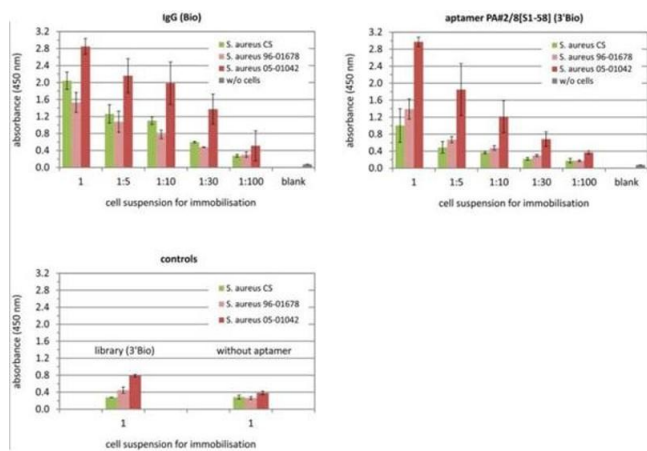 IgG (Bio)
3.2
2.8
2.4
2.0
1.6
1.2
0.8
0.4
0.0
absorbance (450 nm)
S. aureus CS
S. aureus 96-01678
S. aureus 05-01042
w/o cells
1 1:5 1:10 1:30 1:100 blank
cell suspension for immobilisation
aptamer PA#2/8[S1-58] (3'Bio)
3.2
2.8
2.4
2.0
1.6
1.2
0.8
0.4
0.0
absorbance (450 nm)
S. aureus CS
S. aureus 96-01678
S. aureus 05-01042
w/o cells
1 1:5 1:10 1:30 1:100 blank
cell suspension for immobilisation
controls
3.2
2.8
2.4
2.0
1.6
1.2
0.8
0.4
0.0
absorbance (450 nm)
S. aureus CS
S. aureus 96-01678
S. aureus 05-01042
library (3'Bio) without aptamer
1 1
cell suspension for immobilisation